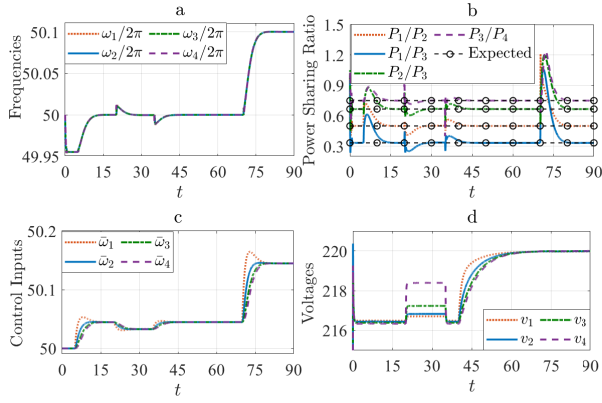 a
Frequencies
50.1
50.05
50
49.95
ω₁/2π
ω₂/2π
ω₃/2π
ω₄/2π
0 15 30 45 60 75 90
t
b
Power Sharing Ratio
1.5
1.2
0.9
0.6
0.3
P₁/P₂
P₁/P₃
P₂/P₃
P₃/P₄
Expected
0 15 30 45 60 75 90
t
c
Control Inputs
50.2
50.1
50
ω̄₁
ω̄₂
ω̄₃
ω̄₄
0 15 30 45 60 75 90
t
d
Voltages
220
218
216
v₁
v₂
v₃
v₄
0 15 30 45 60 75 90
t